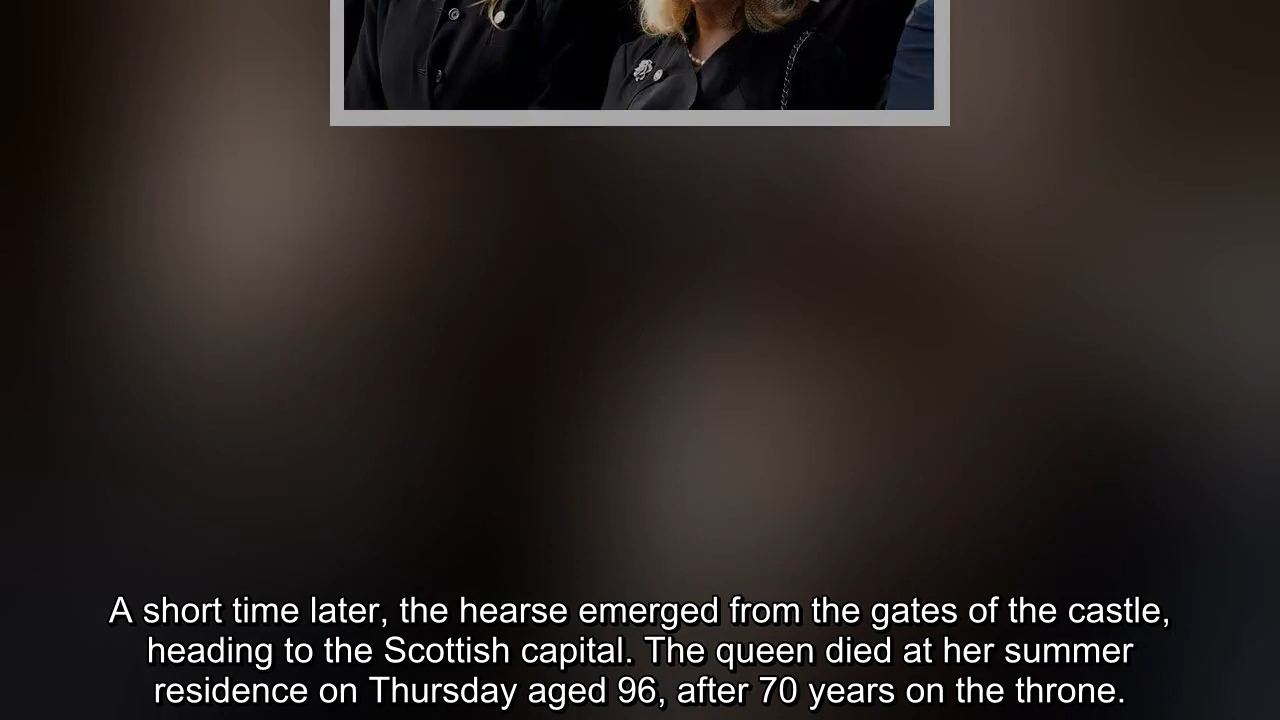 A short time later, the hearse emerged from the gates of the castle,
heading to the Scottish capital. The queen died at her summer
residence on Thursday aged 96, after 70 years on the throne.